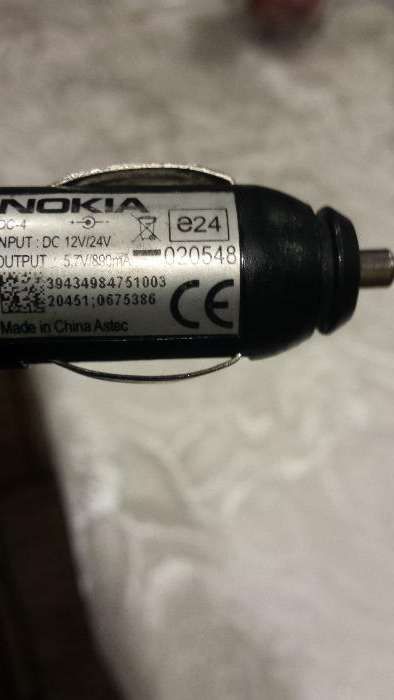 NOKIA
DC-4
INPUT : DC 12V/24V
OUTPUT : 5.7V/890mA
e24
020548
39434984751003
20451;0675386
CE
Made in China Astec